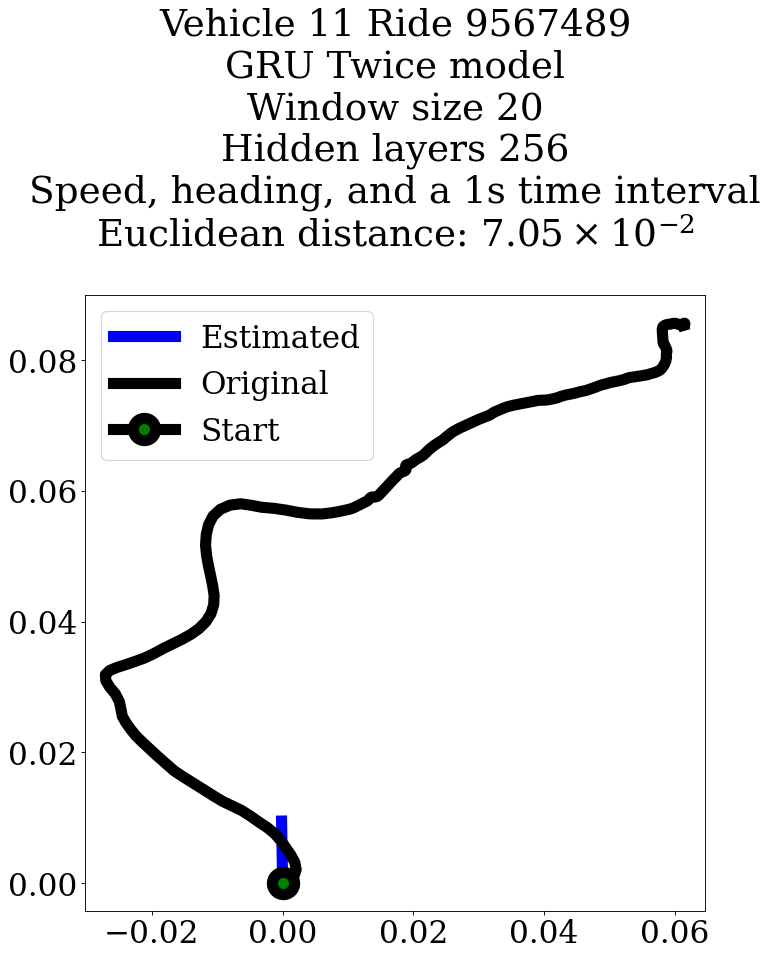 Vehicle 11 Ride 9567489
GRU Twice model
Window size 20
Hidden layers 256
Speed, heading, and a 1s time interval
Euclidean distance: 7.05 × 10⁻²
Estimated
Original
Start
0.08
0.06
0.04
0.02
0.00
−0.02 0.00 0.02 0.04 0.06